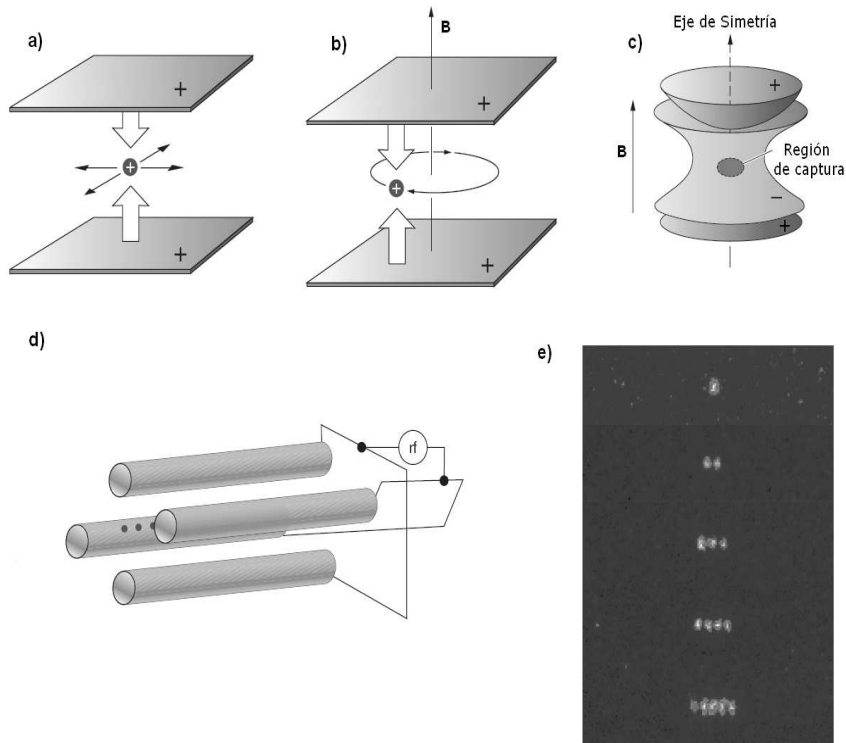 a)
+
+
+
b)
B
+
+
+
c)
Eje de Simetría
+
B
Región
de captura
−
+
d)
rf
e)